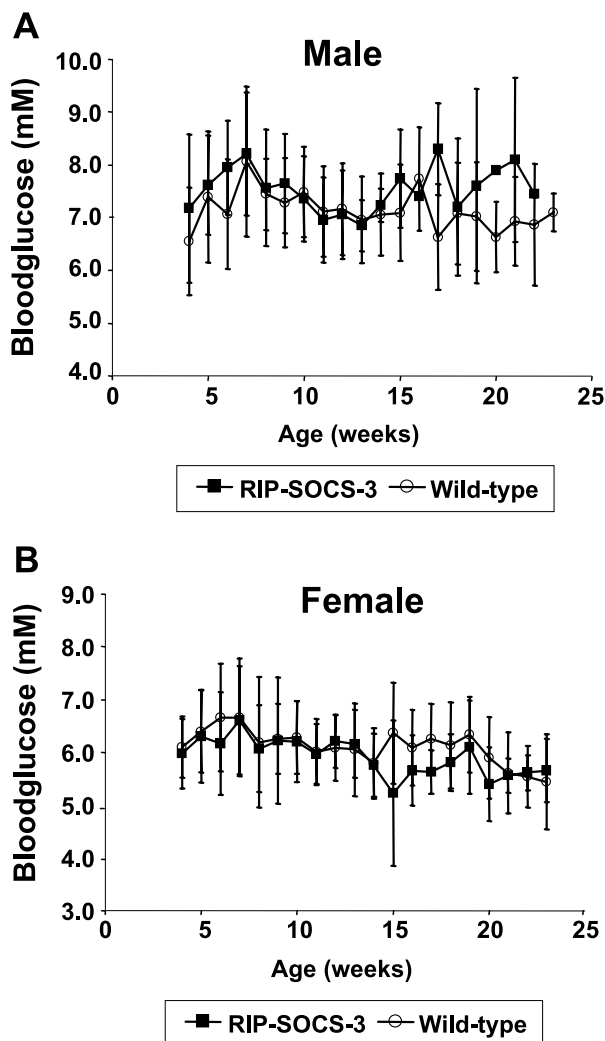 A
Male
Bloodglucose (mM)
10.0
9.0
8.0
7.0
6.0
5.0
4.0
0 5 10 15 20 25
Age (weeks)
RIP-SOCS-3 Wild-type
B
Female
Bloodglucose (mM)
9.0
8.0
7.0
6.0
5.0
4.0
3.0
0 5 10 15 20 25
Age (weeks)
RIP-SOCS-3 Wild-type